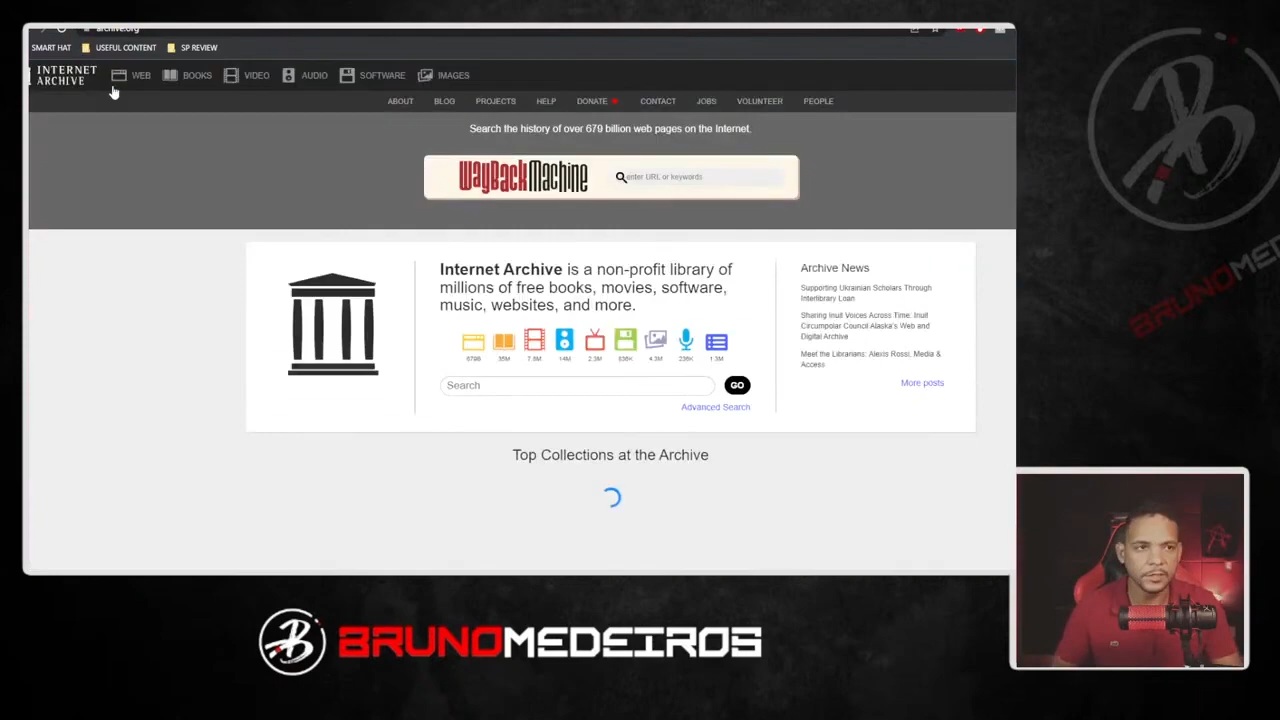 archive.org
SMART HAT USEFUL CONTENT SP REVIEW
INTERNET ARCHIVE WEB BOOKS VIDEO AUDIO SOFTWARE IMAGES
ABOUT BLOG PROJECTS HELP DONATE CONTACT JOBS VOLUNTEER PEOPLE
Search the history of over 679 billion web pages on the Internet.
WayBackMachine enter URL or keywords
Internet Archive is a non-profit library of
millions of free books, movies, software,
music, websites, and more.
679B 35M 7.9M 14M 2.3M 836K 4.3M 236K 1.3M
Search GO
Advanced Search
Archive News
Supporting Ukrainian Scholars Through
Interlibrary Loan
Sharing Inuit Voices Across Time: Inuit
Circumpolar Council Alaska's Web and
Digital Archive
Meet the Librarians: Alexis Rossi, Media &
Access
More posts
Top Collections at the Archive
B BRUNOMEDEIROS
B
BRUNOME